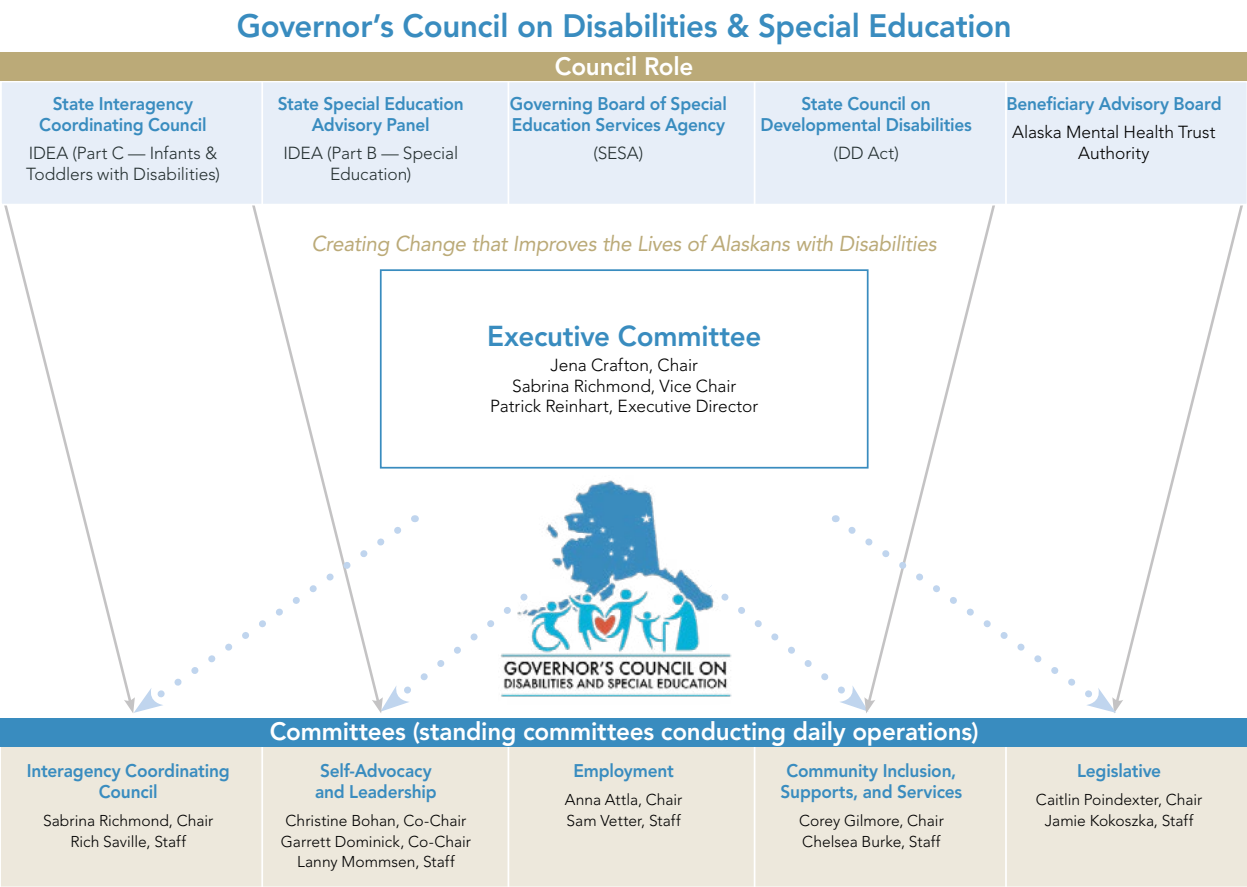 Governor's Council on Disabilities & Special Education
Council Role
State Interagency
Coordinating Council
IDEA (Part C — Infants &
Toddlers with Disabilities)
State Special Education
Advisory Panel
IDEA (Part B — Special
Education)
Governing Board of Special
Education Services Agency
(SESA)
State Council on
Developmental Disabilities
(DD Act)
Beneficiary Advisory Board
Alaska Mental Health Trust
Authority
Creating Change that Improves the Lives of Alaskans with Disabilities
Executive Committee
Jena Crafton, Chair
Sabrina Richmond, Vice Chair
Patrick Reinhart, Executive Director
GOVERNOR'S COUNCIL ON
DISABILITIES AND SPECIAL EDUCATION
Committees (standing committees conducting daily operations)
Interagency Coordinating
Council
Sabrina Richmond, Chair
Rich Saville, Staff
Self-Advocacy
and Leadership
Christine Bohan, Co-Chair
Garrett Dominick, Co-Chair
Lanny Mommsen, Staff
Employment
Anna Attla, Chair
Sam Vetter, Staff
Community Inclusion,
Supports, and Services
Corey Gilmore, Chair
Chelsea Burke, Staff
Legislative
Caitlin Poindexter, Chair
Jamie Kokoszka, Staff